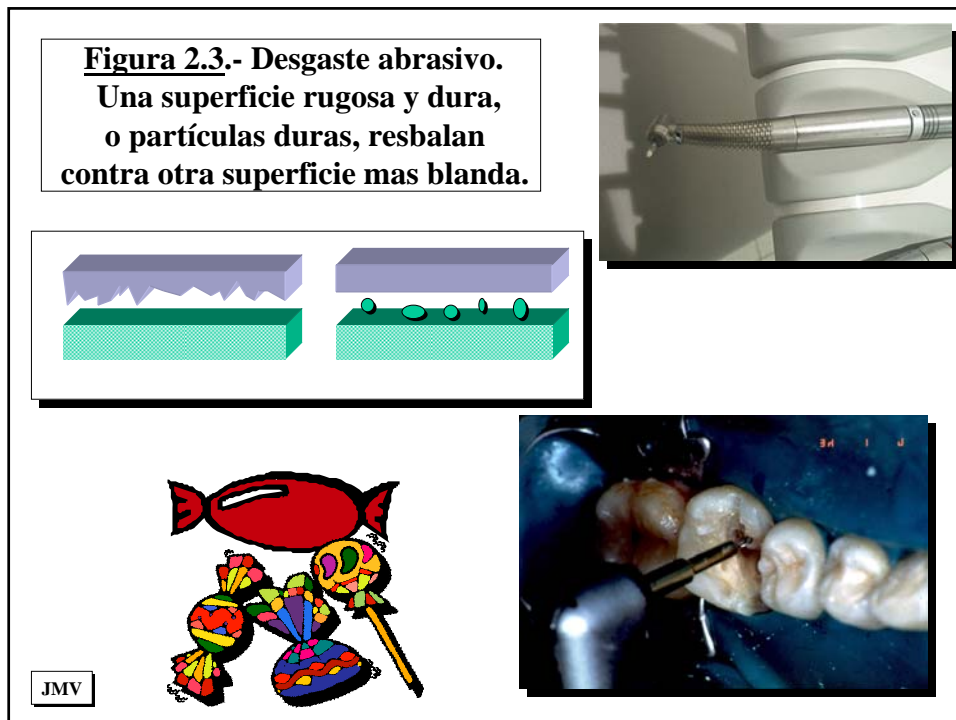 Figura 2.3.- Desgaste abrasivo.
Una superficie rugosa y dura,
o partículas duras, resbalan
contra otra superficie mas blanda.
JMV